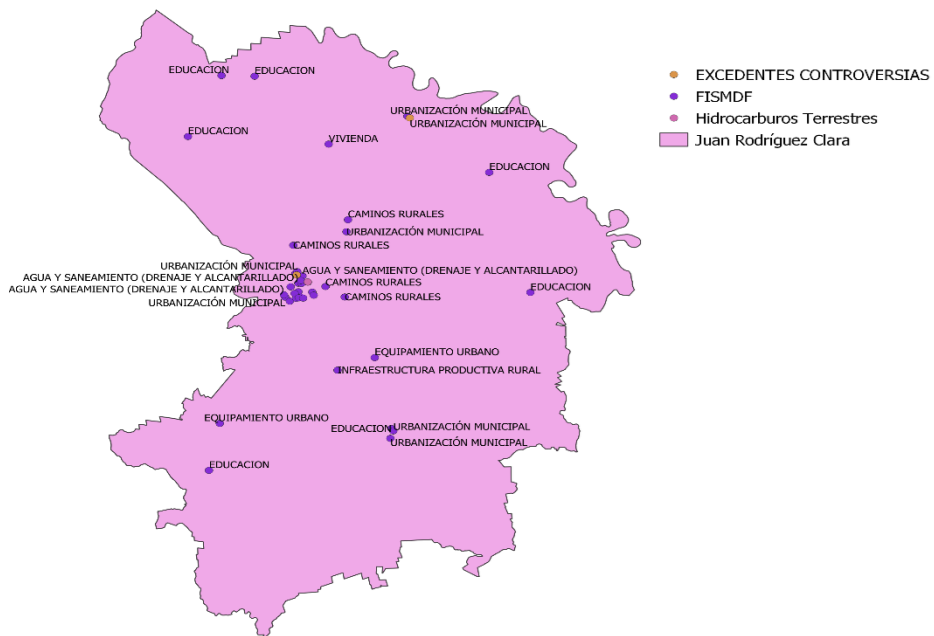 EDUCACION
EDUCACION
EXCEDENTES CONTROVERSIAS
FISMDF
Hidrocarburos Terrestres
Juan Rodríguez Clara
URBANIZACIÓN MUNICIPAL
URBANIZACIÓN MUNICIPAL
EDUCACION
VIVIENDA
EDUCACION
CAMINOS RURALES
URBANIZACIÓN MUNICIPAL
CAMINOS RURALES
URBANIZACIÓN MUNICIPAL
AGUA Y SANEAMIENTO (DRENAJE Y ALCANTARILLADO)
AGUA Y SANEAMIENTO (DRENAJE Y ALCANTARILLADO)
CAMINOS RURALES
AGUA Y SANEAMIENTO (DRENAJE Y ALCANTARILLADO)
EDUCACION
CAMINOS RURALES
URBANIZACIÓN MUNICIPAL
EQUIPAMIENTO URBANO
INFRAESTRUCTURA PRODUCTIVA RURAL
EQUIPAMIENTO URBANO
EDUCACION
URBANIZACIÓN MUNICIPAL
URBANIZACIÓN MUNICIPAL
EDUCACION